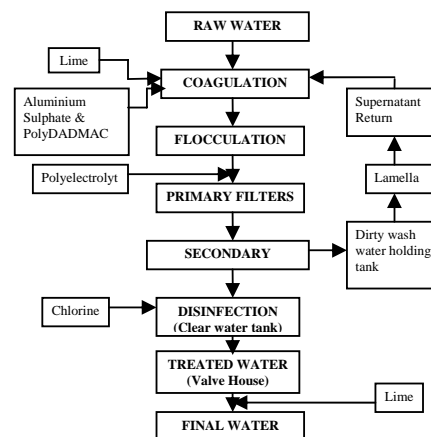 RAW WATER
Lime
COAGULATION
Aluminium
Sulphate &
PolyDADMAC
Supernatant
Return
FLOCCULATION
Polyelectrolyt
Lamella
PRIMARY FILTERS
Dirty wash
water holding
tank
SECONDARY
Chlorine
DISINFECTION
(Clear water tank)
TREATED WATER
(Valve House)
Lime
FINAL WATER